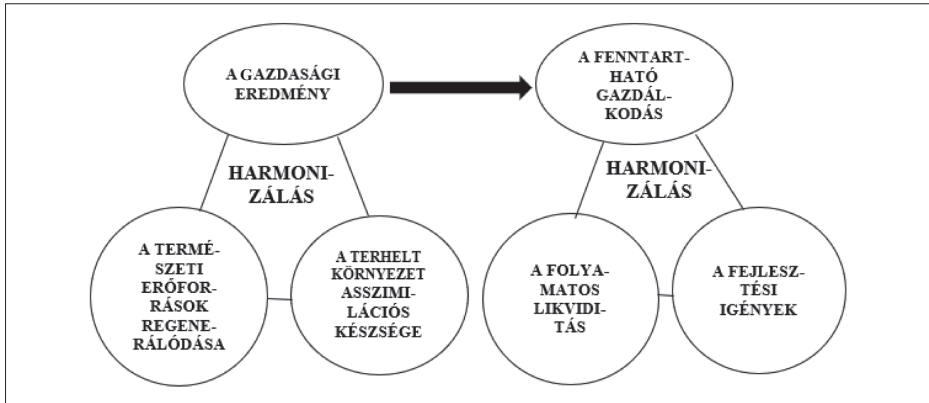 A GAZDASÁGI
EREDMÉNY
A FENNTART-
HATÓ
GAZDÁL-
KODÁS
HARMONI-
ZÁLÁS
HARMONI-
ZÁLÁS
A TERMÉ-
SZETI
ERŐFOR-
RÁSOK
REGENE-
RÁLÓDÁSA
A TERHELT
KÖRNYEZET
ASSZIMI-
LÁCIÓS
KÉSZSÉGE
A FOLYA-
MATOS
LIKVIDI-
TÁS
A FEJLESZ-
TÉSI
IGÉNYEK